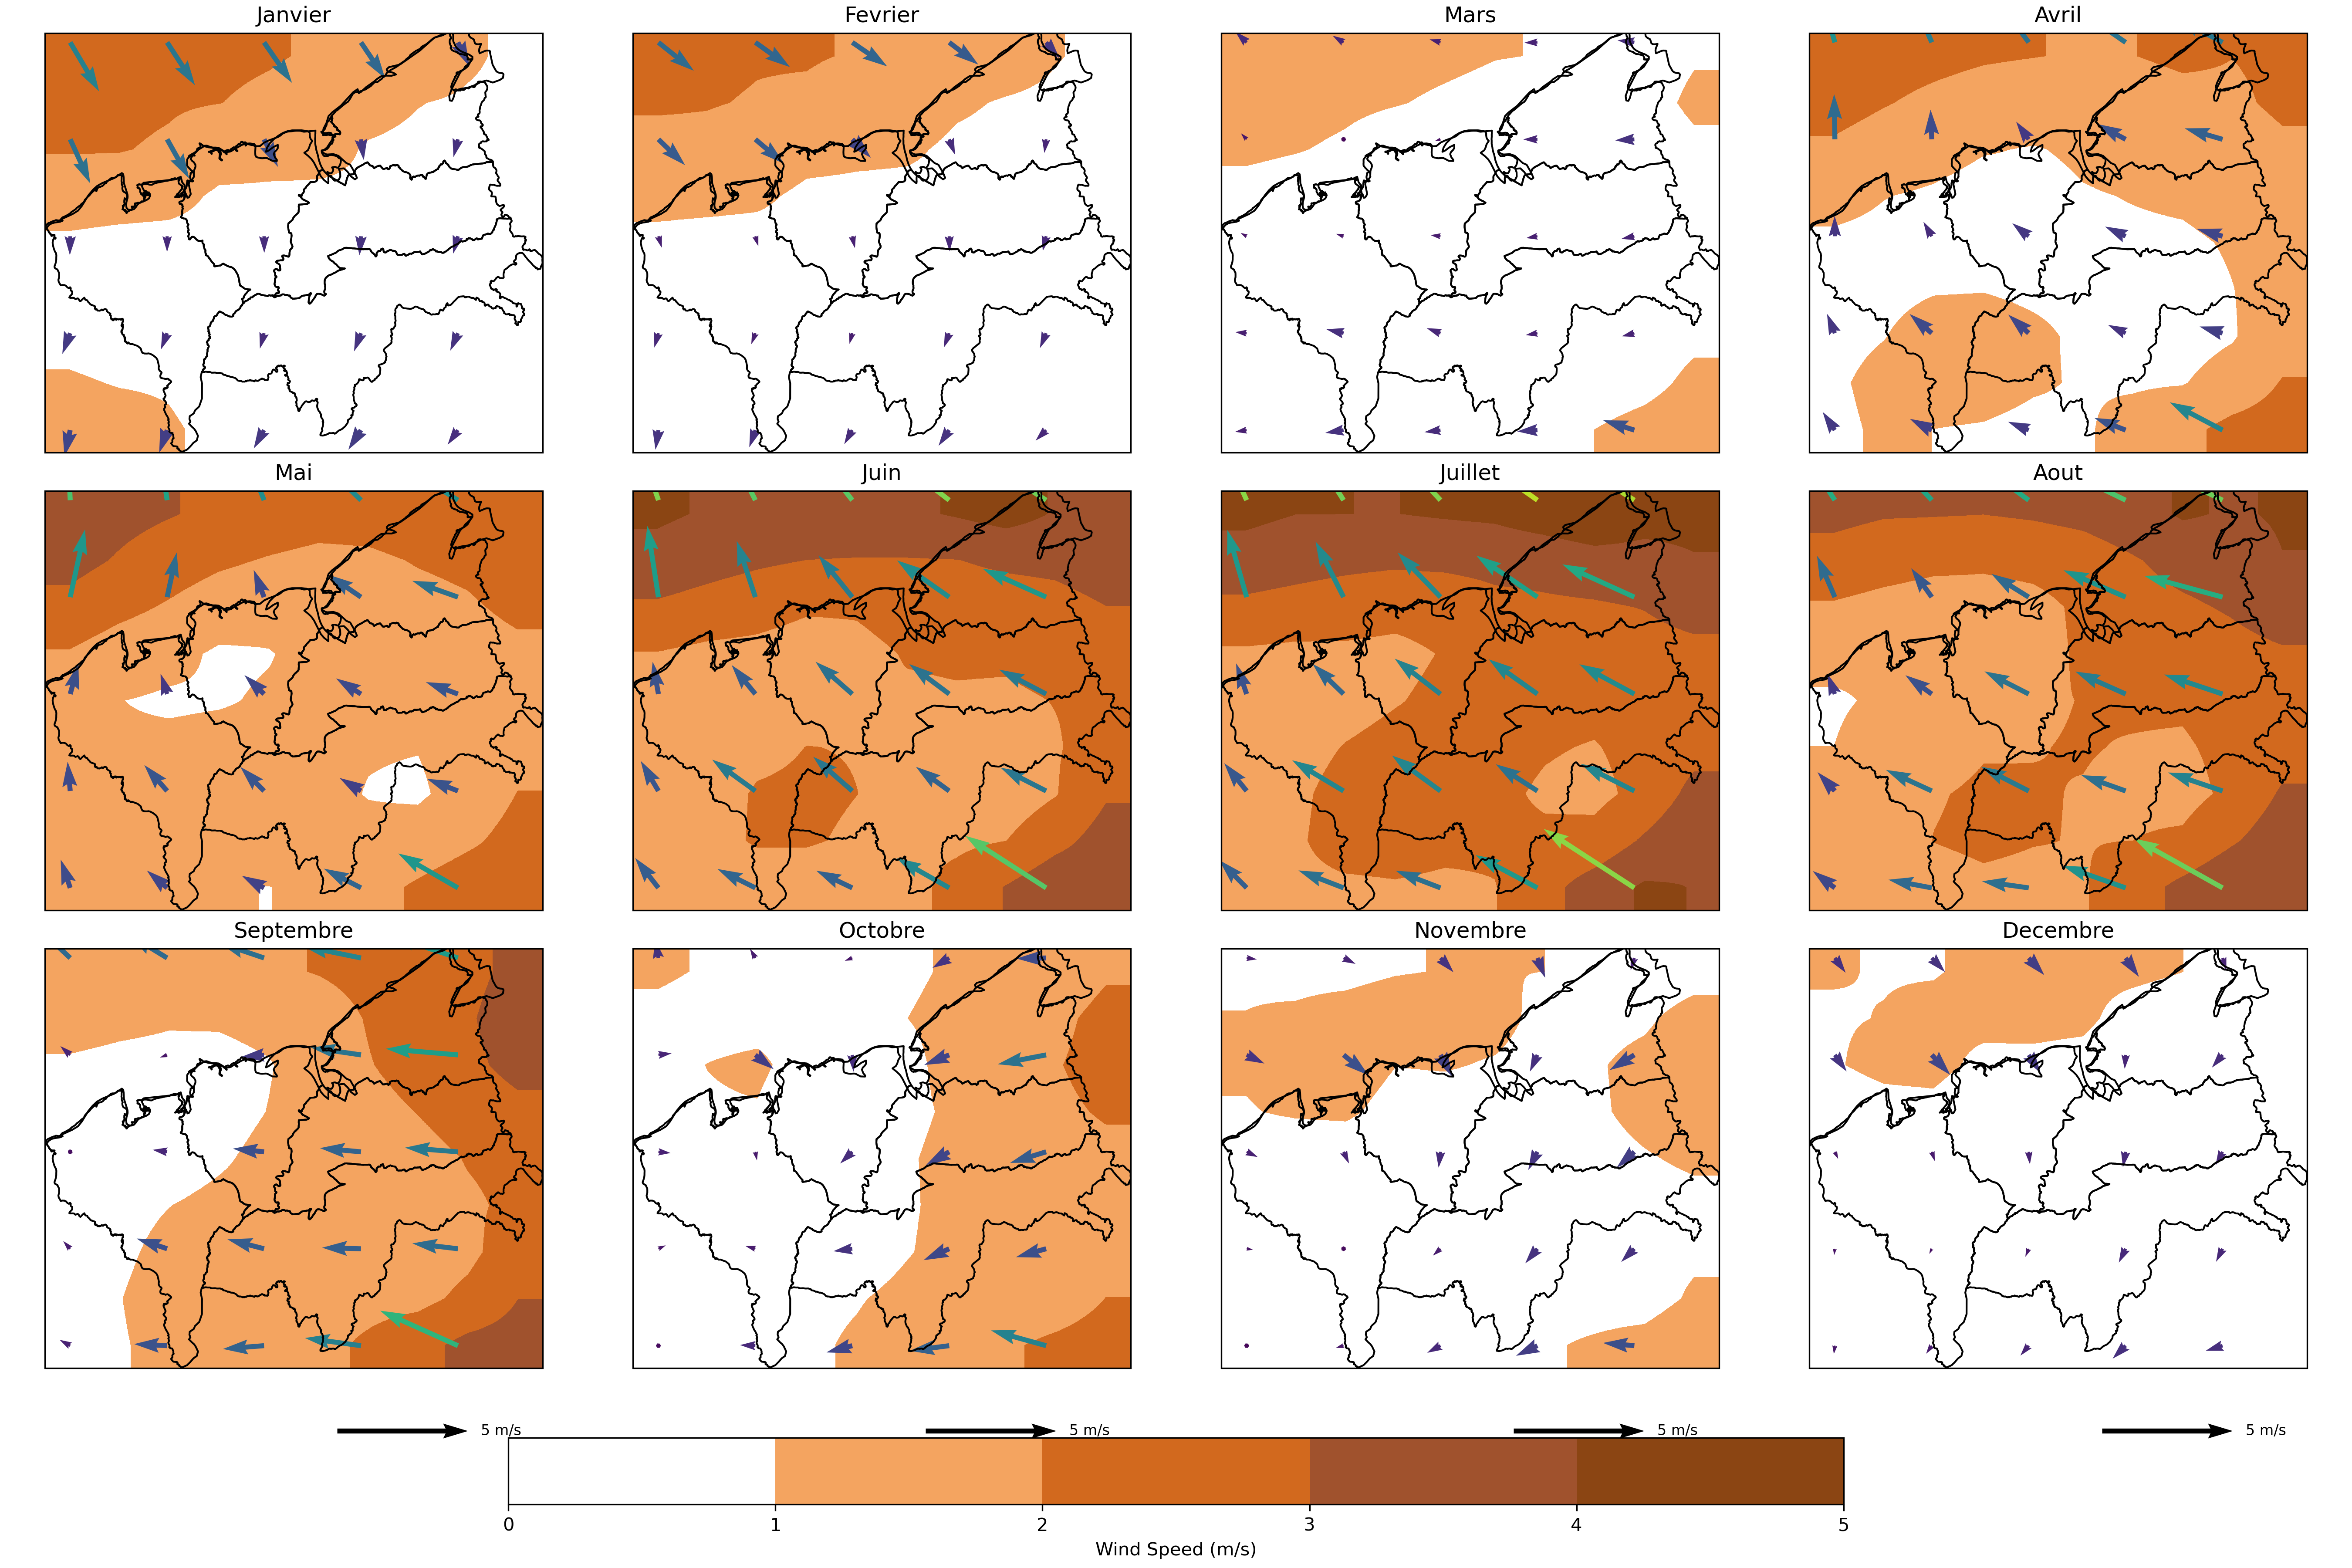 Janvier
Fevrier
Mars
Avril
Mai
Juin
Juillet
Aout
Septembre
Octobre
Novembre
Decembre
5 m/s
5 m/s
5 m/s
5 m/s
0 1 2 3 4 5
Wind Speed (m/s)